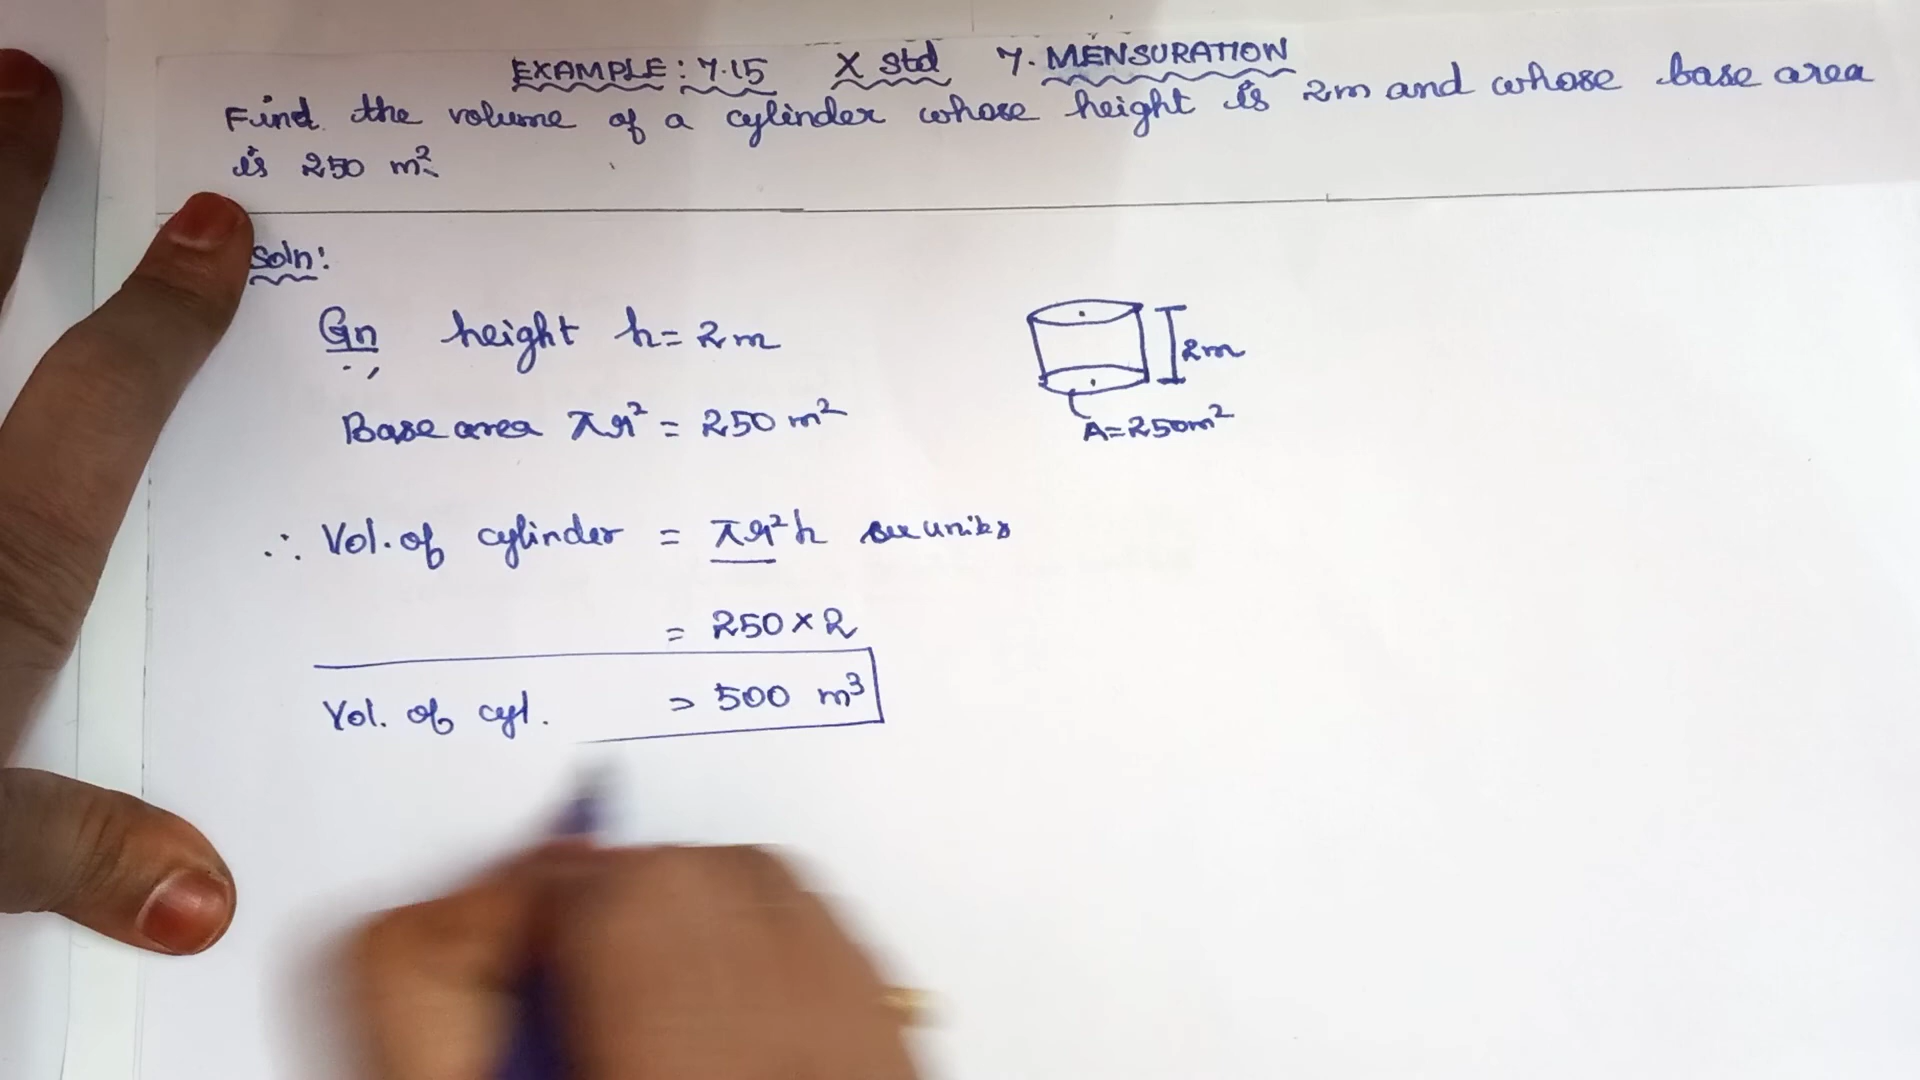 EXAMPLE: 7.15 X std 7. MENSURATION
Find the volume of a cylinder whose height is 2m and whose base area
is 250 m².
Soln:
Gn height h = 2m
Base area πr² = 250 m²
2m
A=250m²
∴ Vol. of cylinder = πr²h units
= 250 × 2
Vol. of cyl. = 500 m³